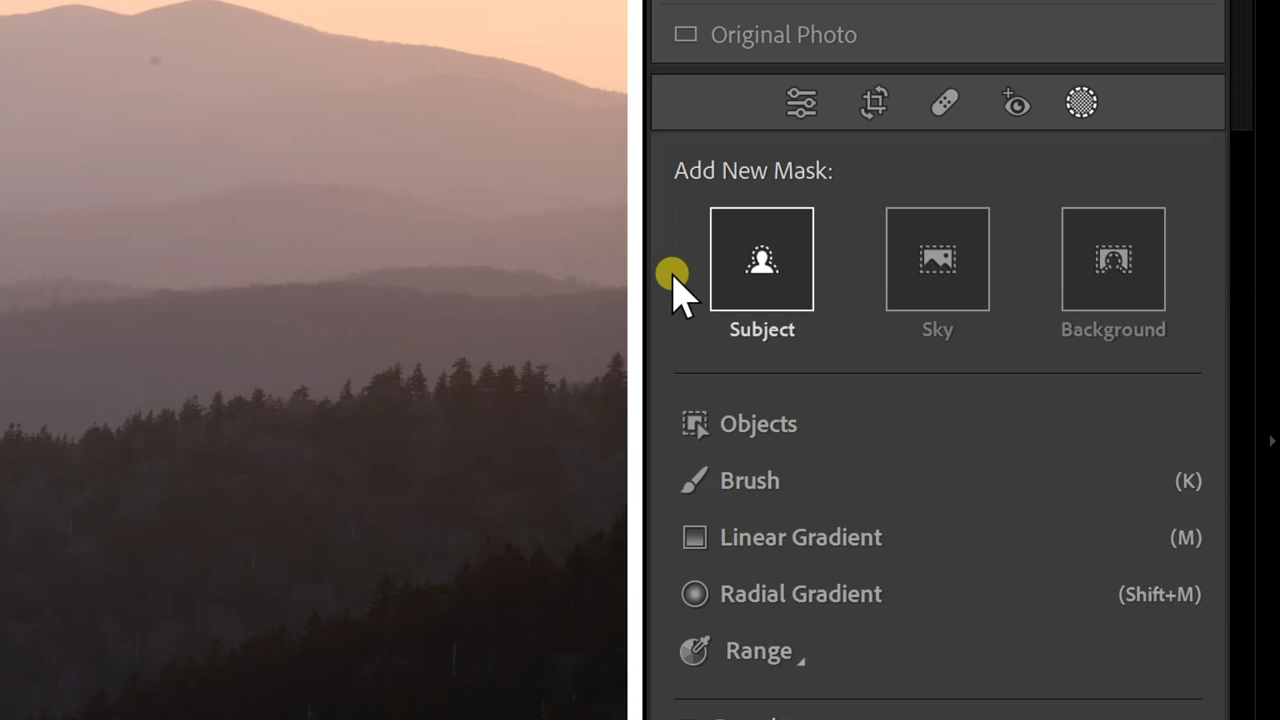 Original Photo
Add New Mask:
Subject Sky Background
Objects
Brush (K)
Linear Gradient (M)
Radial Gradient (Shift+M)
Range